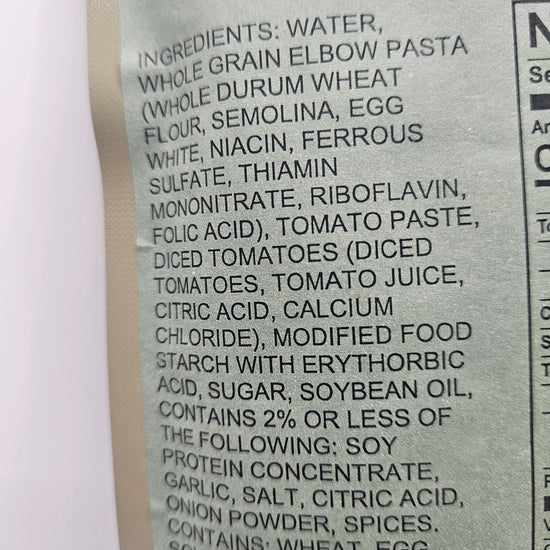 INGREDIENTS: WATER,
WHOLE GRAIN ELBOW PASTA
(WHOLE DURUM WHEAT
FLOUR, SEMOLINA, EGG
WHITE, NIACIN, FERROUS
SULFATE, THIAMIN
MONONITRATE, RIBOFLAVIN,
FOLIC ACID), TOMATO PASTE,
DICED TOMATOES (DICED
TOMATOES, TOMATO JUICE,
CITRIC ACID, CALCIUM
CHLORIDE), MODIFIED FOOD
STARCH WITH ERYTHORBIC
ACID, SUGAR, SOYBEAN OIL,
CONTAINS 2% OR LESS OF
THE FOLLOWING: SOY
PROTEIN CONCENTRATE,
GARLIC, SALT, CITRIC ACID,
ONION POWDER, SPICES.
CONTAINS: WHEAT, EGG